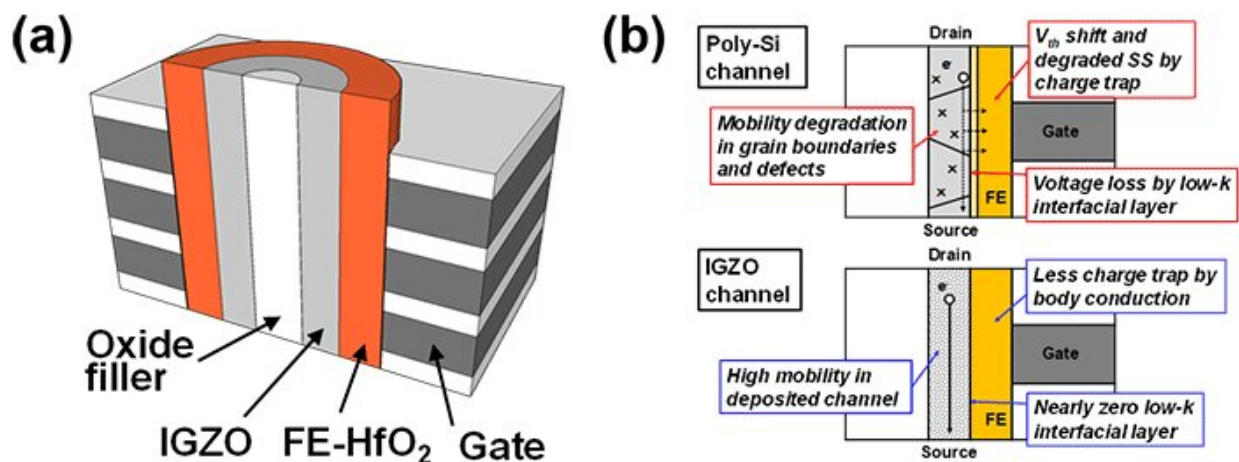 (a)
Oxide
filler
IGZO
FE-HfO₂
Gate
(b)
Poly-Si
channel
Drain
e-
V_th shift and
degraded SS by
charge trap
Mobility degradation
in grain boundaries
and defects
Gate
Voltage loss by low-k
interfacial layer
FE
Source
IGZO
channel
Drain
e-
Less charge trap by
body conduction
Gate
High mobility in
deposited channel
Nearly zero low-k
interfacial layer
FE
Source